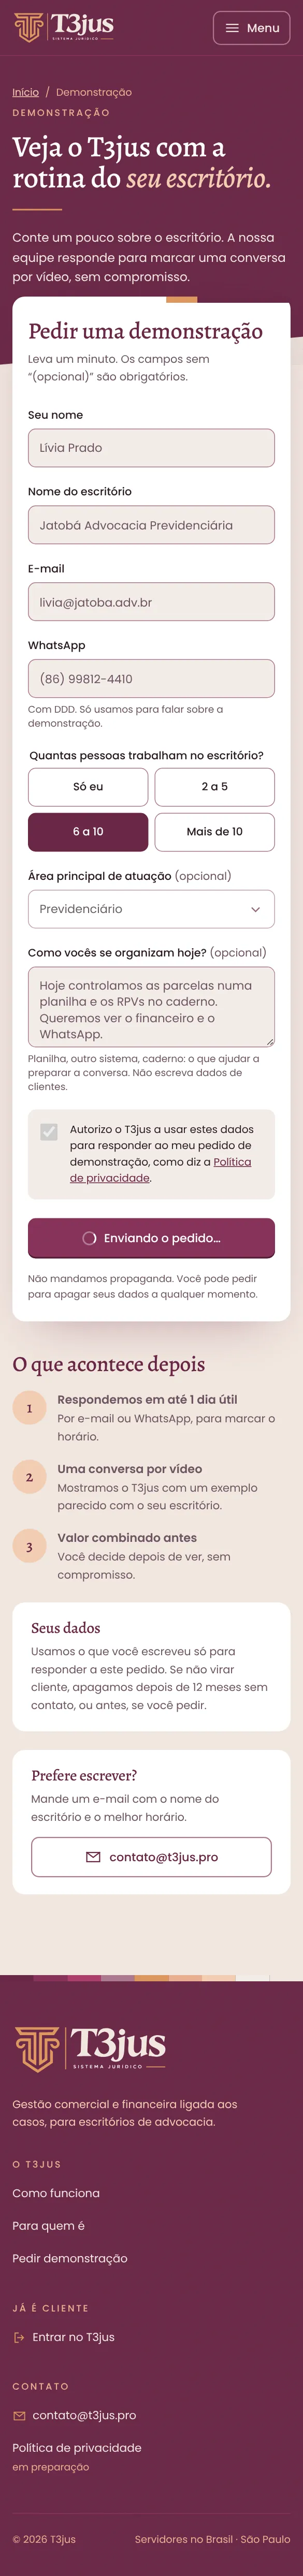 T3jus
SISTEMA JURÍDICO
Menu
Início / Demonstração
DEMONSTRAÇÃO
Veja o T3jus com a
rotina do seu escritório.
Conte um pouco sobre o escritório. A nossa
equipe responde para marcar uma conversa
por vídeo, sem compromisso.
Pedir uma demonstração
Leva um minuto. Os campos sem
“(opcional)” são obrigatórios.
Seu nome
Lívia Prado
Nome do escritório
Jatobá Advocacia Previdenciária
E-mail
livia@jatoba.adv.br
WhatsApp
(86) 99812-4410
Com DDD. Só usamos para falar sobre a
demonstração.
Quantas pessoas trabalham no escritório?
Só eu
2 a 5
6 a 10
Mais de 10
Área principal de atuação (opcional)
Previdenciário
Como vocês se organizam hoje? (opcional)
Hoje controlamos as parcelas numa
planilha e os RPVs no caderno.
Queremos ver o financeiro e o
WhatsApp.
Planilha, outro sistema, caderno: o que ajudar a
preparar a conversa. Não escreva dados de
clientes.
Autorizo o T3jus a usar estes dados
para responder ao meu pedido de
demonstração, como diz a Política
de privacidade.
Enviando o pedido…
Não mandamos propaganda. Você pode pedir
para apagar seus dados a qualquer momento.
O que acontece depois
1
Respondemos em até 1 dia útil
Por e-mail ou WhatsApp, para marcar o
horário.
2
Uma conversa por vídeo
Mostramos o T3jus com um exemplo
parecido com o seu escritório.
3
Valor combinado antes
Você decide depois de ver, sem
compromisso.
Seus dados
Usamos o que você escreveu só para
responder a este pedido. Se não virar
cliente, apagamos depois de 12 meses sem
contato, ou antes, se você pedir.
Prefere escrever?
Mande um e-mail com o nome do
escritório e o melhor horário.
contato@t3jus.pro
T3jus
SISTEMA JURÍDICO
Gestão comercial e financeira ligada aos
casos, para escritórios de advocacia.
O T3JUS
Como funciona
Para quem é
Pedir demonstração
JÁ É CLIENTE
Entrar no T3jus
CONTATO
contato@t3jus.pro
Política de privacidade
em preparação
© 2026 T3jus
Servidores no Brasil · São Paulo